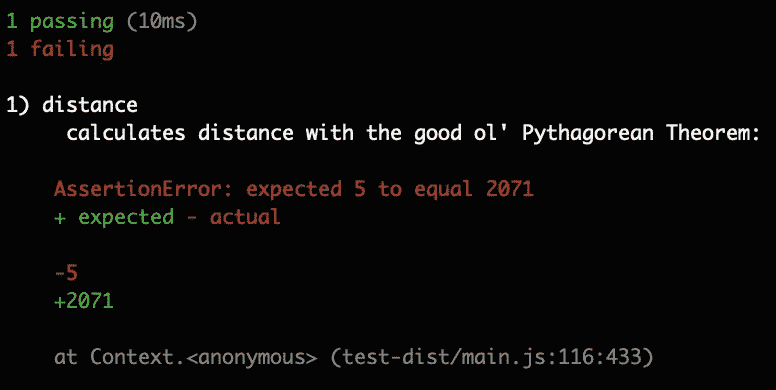 1 passing (10ms)
1 failing
1) distance
calculates distance with the good ol' Pythagorean Theorem:
AssertionError: expected 5 to equal 2071
+ expected - actual
-5
+2071
at Context.<anonymous> (test-dist/main.js:116:433)